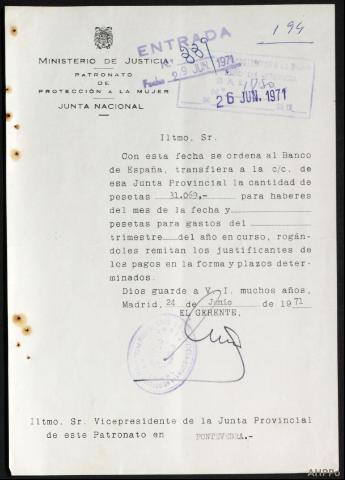 194
ENTRADA
N.º
Fecha 29 JUN. 1971
26 JUN. 1971
MINISTERIO DE JUSTICIA
PATRONATO
DE
PROTECCIÓN A LA MUJER
JUNTA NACIONAL
Iltmo. Sr.
Con esta fecha se ordena al Banco
de España, transfiera a la c/c. de
esa Junta Provincial la cantidad de
pesetas 31.069,- para haberes
del mes de la fecha y
pesetas para gastos del
trimestre del año en curso, rogán-
doles remitan los justificantes de
los pagos en la forma y plazos deter-
minados.
Dios guarde a V. I. muchos años,
Madrid, 24 de Junio de 1971
EL GERENTE,
Iltmo. Sr. Vicepresidente de la Junta Provincial
de este Patronato en PONTEVEDRA.-
AHPPo